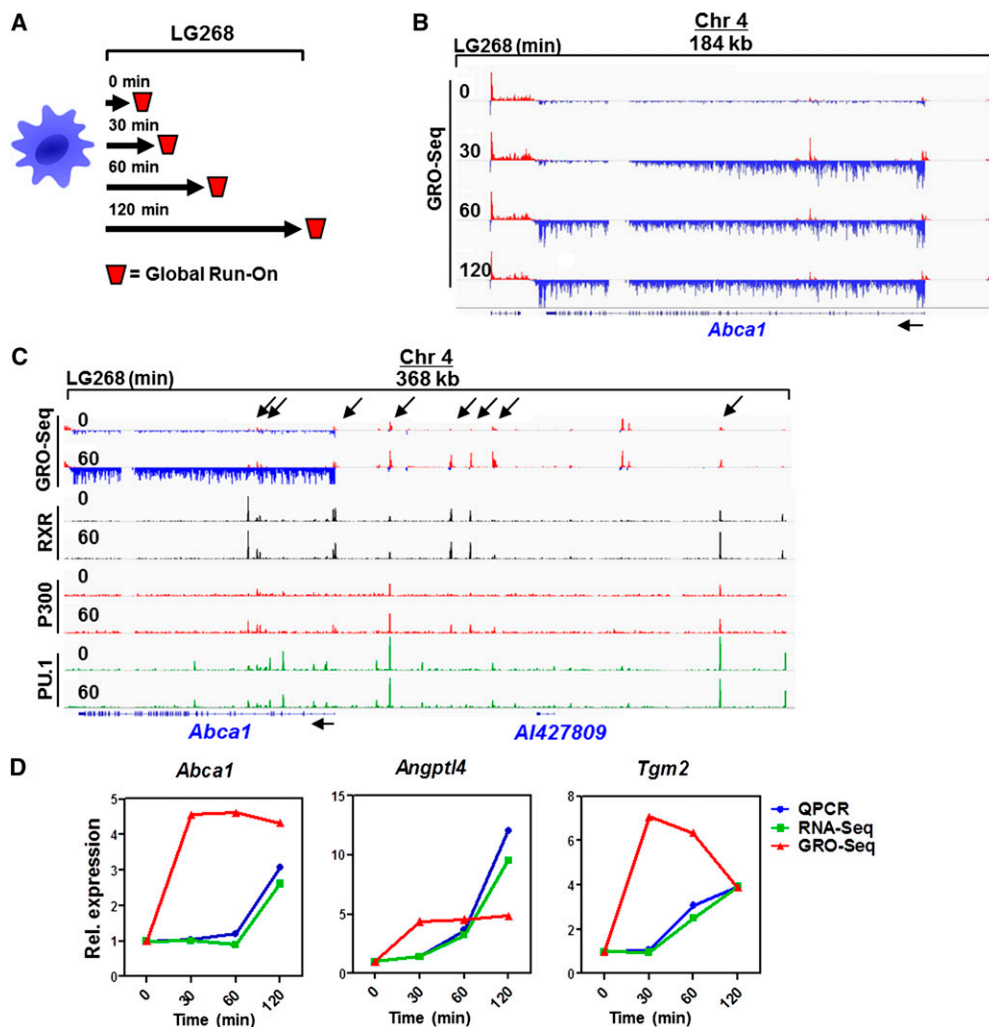 A
LG268
0 min
30 min
60 min
120 min
= Global Run-On
B
Chr 4
LG268 (min)
184 kb
GRO-Seq
0
30
60
120
Abca1
C
Chr 4
LG268 (min)
368 kb
GRO-Seq
0
60
RXR
0
60
P300
0
60
PU.1
0
60
Abca1
AI427809
D
Abca1
Rel. expression
5
4
3
2
1
0
0
30
60
120
Time (min)
Angptl4
15
10
5
0
0
30
60
120
Time (min)
Tgm2
8
6
4
2
0
0
30
60
120
Time (min)
QPCR
RNA-Seq
GRO-Seq